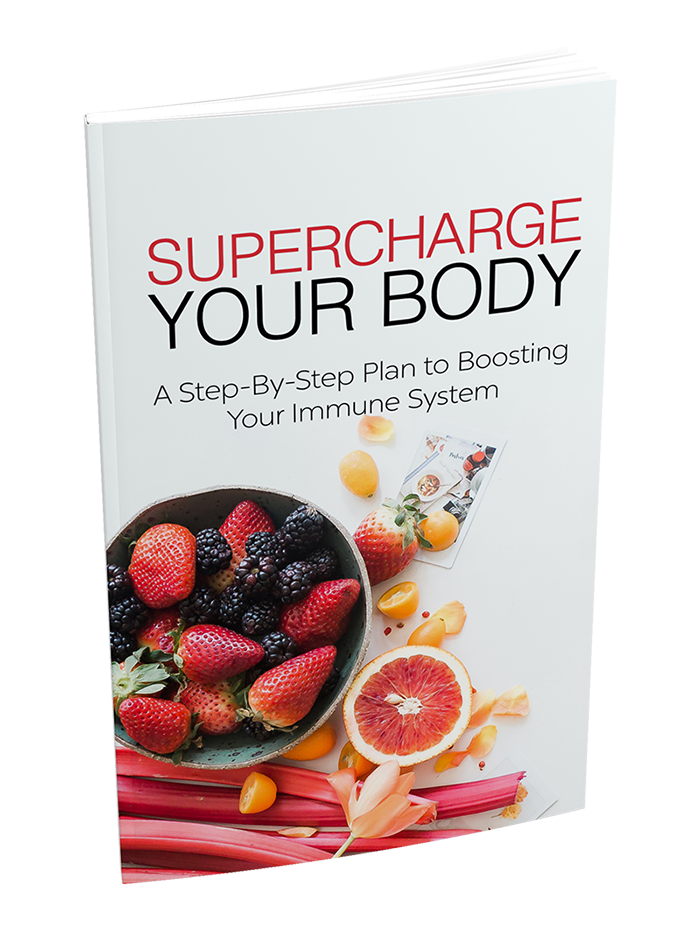 SUPERCHARGE
YOUR BODY
A Step-By-Step Plan to Boosting
Your Immune System